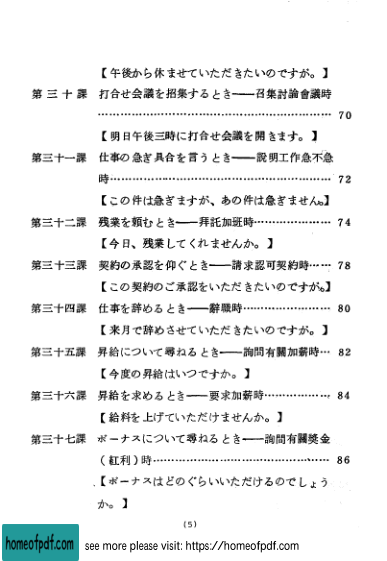 【午後から休ませていただきたいのですが。】
第三十課 打合せ会議を招集するとき──召集討論會議時
…………………………………………………… 70
【明日午後三時に打合せ会議を開きます。】
第三十一課 仕事の急ぎ具合を言うとき──説明工作急不急
時…………………………………………………… 72
【この件は急ぎますが、あの件は急ぎません。】
第三十二課 残業を頼むとき──拜託加班時………………… 74
【今日、残業してくれませんか。】
第三十三課 契約の承認を仰ぐとき──請求認可契約時…… 78
【この契約のご承認をいただきたいのですが。】
第三十四課 仕事を辞めるとき──辭職時…………………… 80
【来月で辞めさせていただきたいのですが。】
第三十五課 昇給について尋ねるとき──詢問有關加薪時… 82
【今度の昇給はいつですか。】
第三十六課 昇給を求めるとき──要求加薪時……………… 84
【給料を上げていただけませんか。】
第三十七課 ボーナスについて尋ねるとき──詢問有關獎金
（紅利）時………………………………………… 86
【ボーナスはどのぐらいいただけるのでしょう
か。】
(5)
homeofpdf.com see more please visit: https://homeofpdf.com